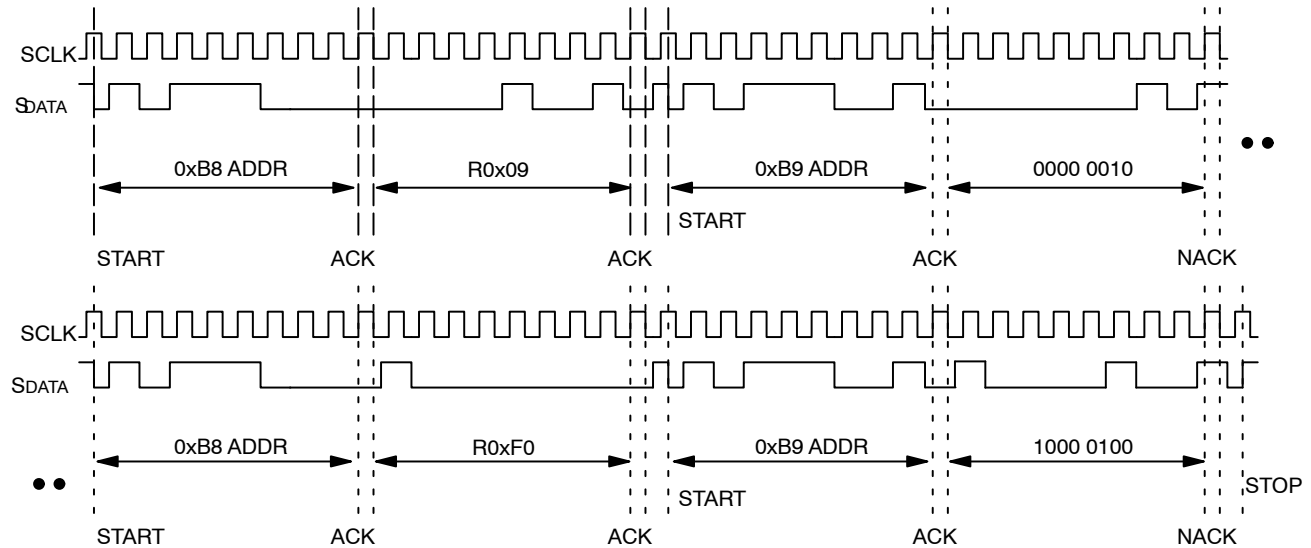 SCLK
SDATA
0xB8 ADDR R0x09 0xB9 ADDR 0000 0010
START
START ACK ACK ACK NACK
SCLK
SDATA
0xB8 ADDR R0xF0 0xB9 ADDR 1000 0100
START STOP
START ACK ACK ACK NACK